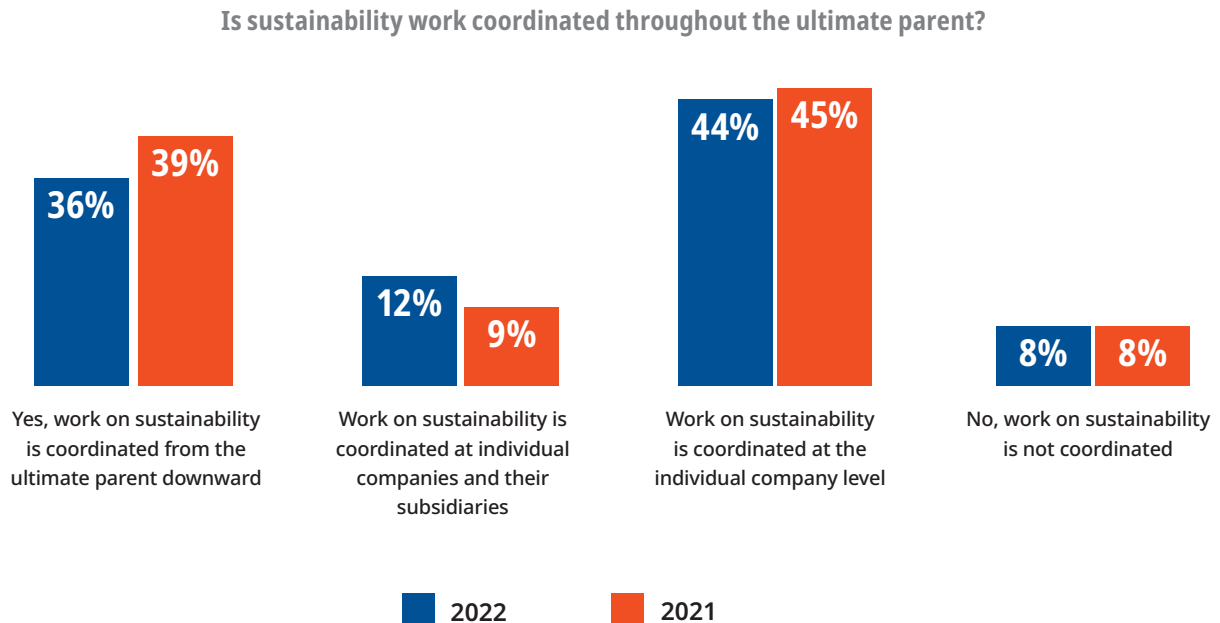 Is sustainability work coordinated throughout the ultimate parent?
36%
39%
12%
9%
44%
45%
8%
8%
Yes, work on sustainability
is coordinated from the
ultimate parent downward
Work on sustainability is
coordinated at individual
companies and their
subsidiaries
Work on sustainability
is coordinated at the
individual company level
No, work on sustainability
is not coordinated
2022
2021